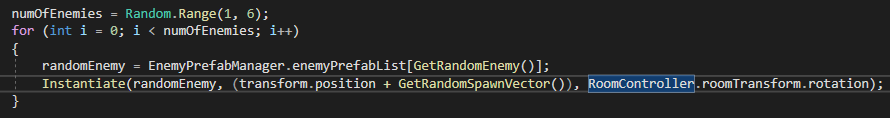 numOfEnemies = Random.Range(1, 6);
for (int i = 0; i < numOfEnemies; i++)
{
    randomEnemy = EnemyPrefabManager.enemyPrefabList[GetRandomEnemy()];
    Instantiate(randomEnemy, (transform.position + GetRandomSpawnVector()), RoomController.roomTransform.rotation);
}